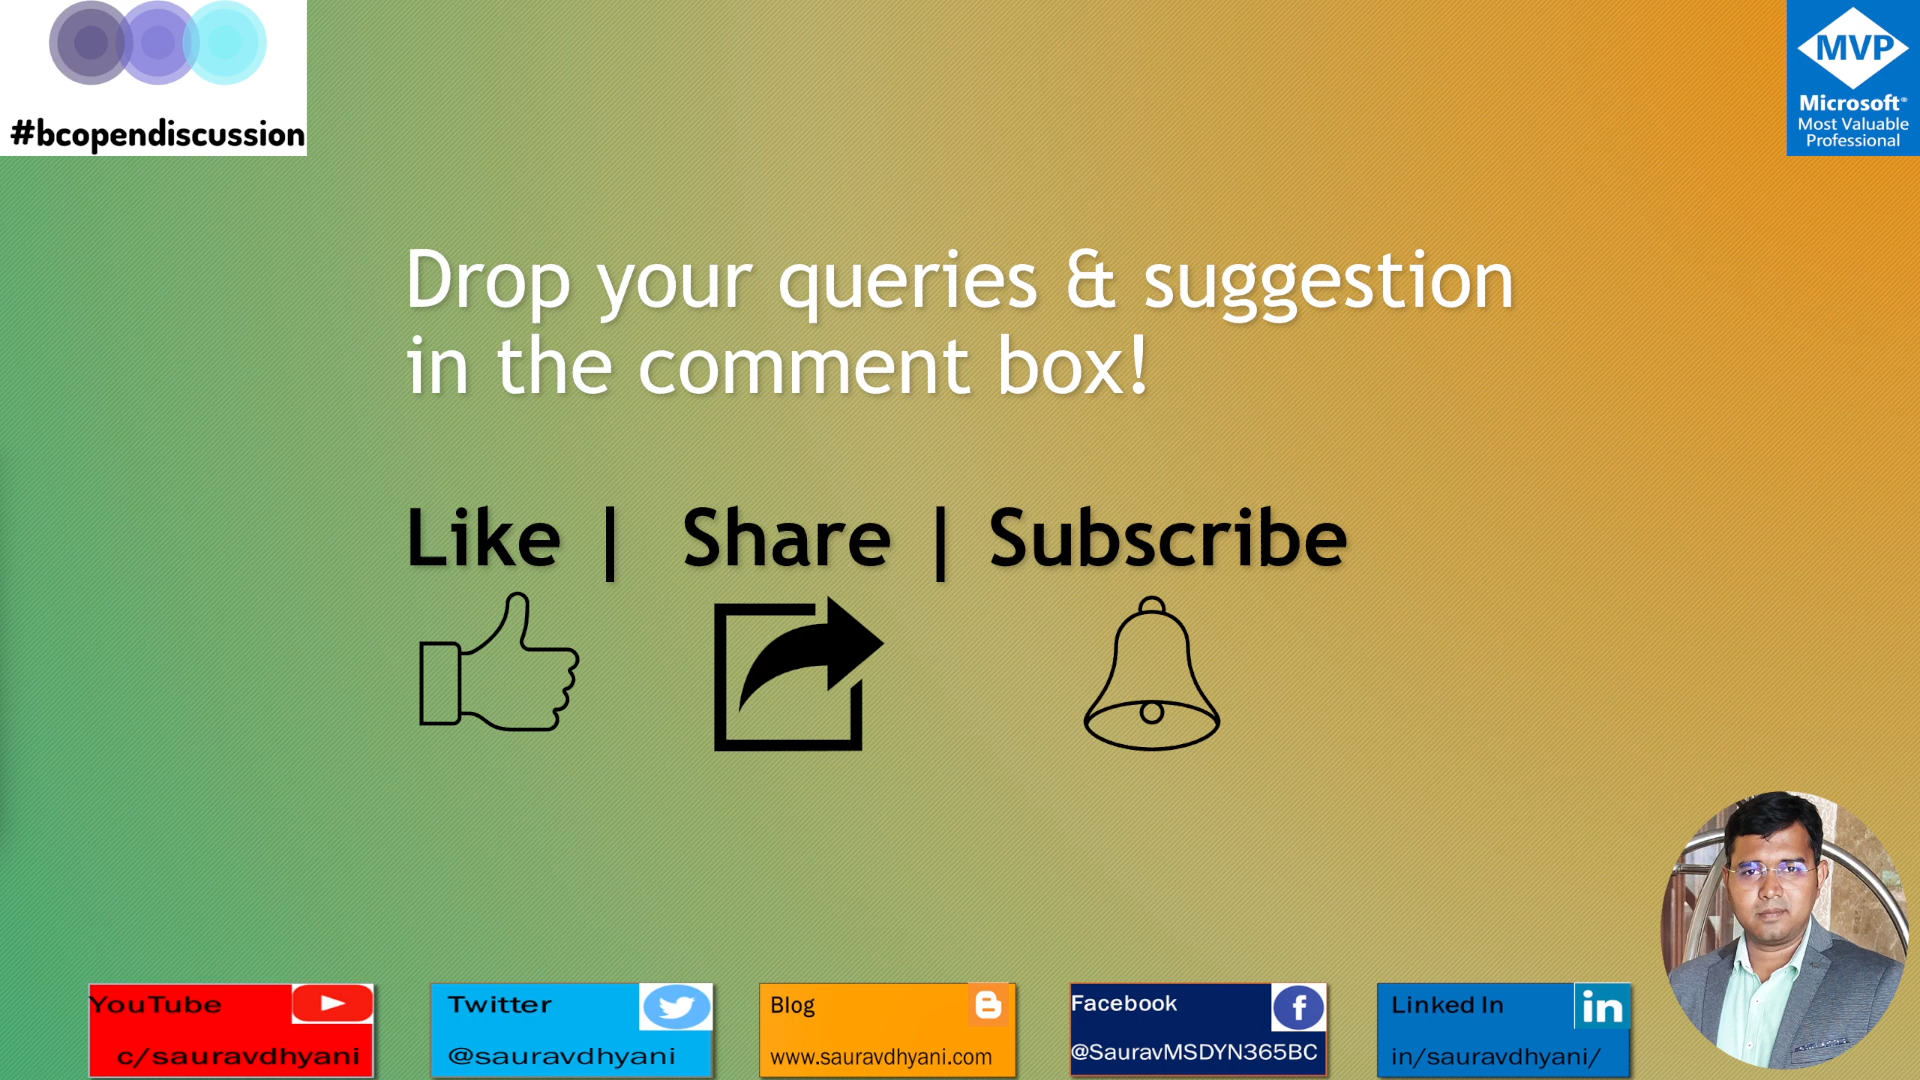 #bcopendiscussion
MVP
Microsoft®
Most Valuable
Professional
Drop your queries & suggestion
in the comment box!
Like | Share | Subscribe
YouTube
c/sauravdhyani
Twitter
@sauravdhyani
Blog
www.sauravdhyani.com
Facebook
f
@SauravMSDYN365BC
Linked In
in
in/sauravdhyani/